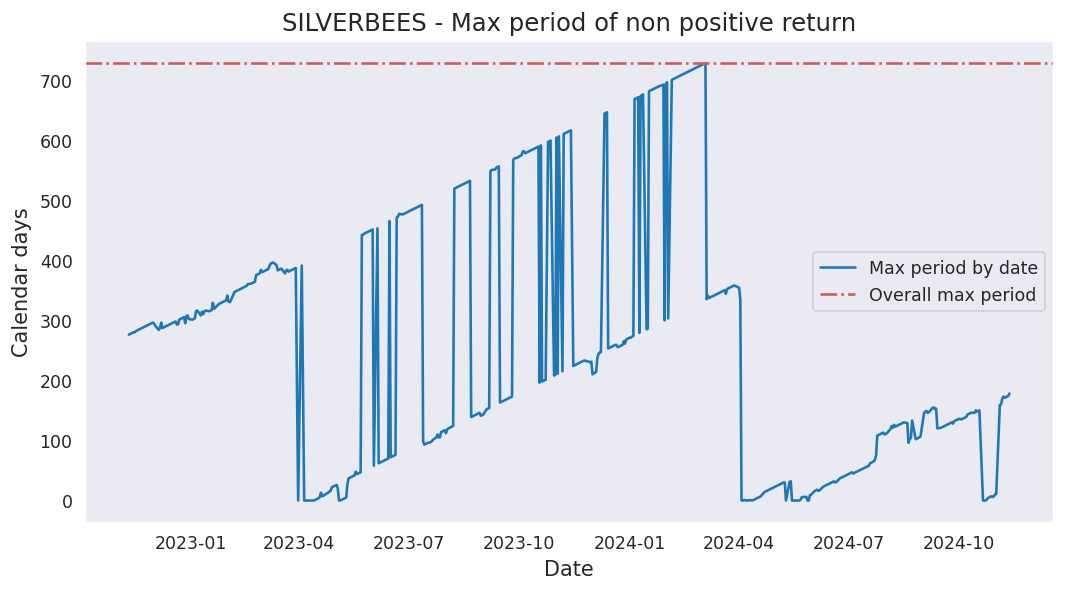 SILVERBEES - Max period of non positive return
Calendar days
700
600
500
400
300
200
100
0
Max period by date
Overall max period
2023-01 2023-04 2023-07 2023-10 2024-01 2024-04 2024-07 2024-10
Date